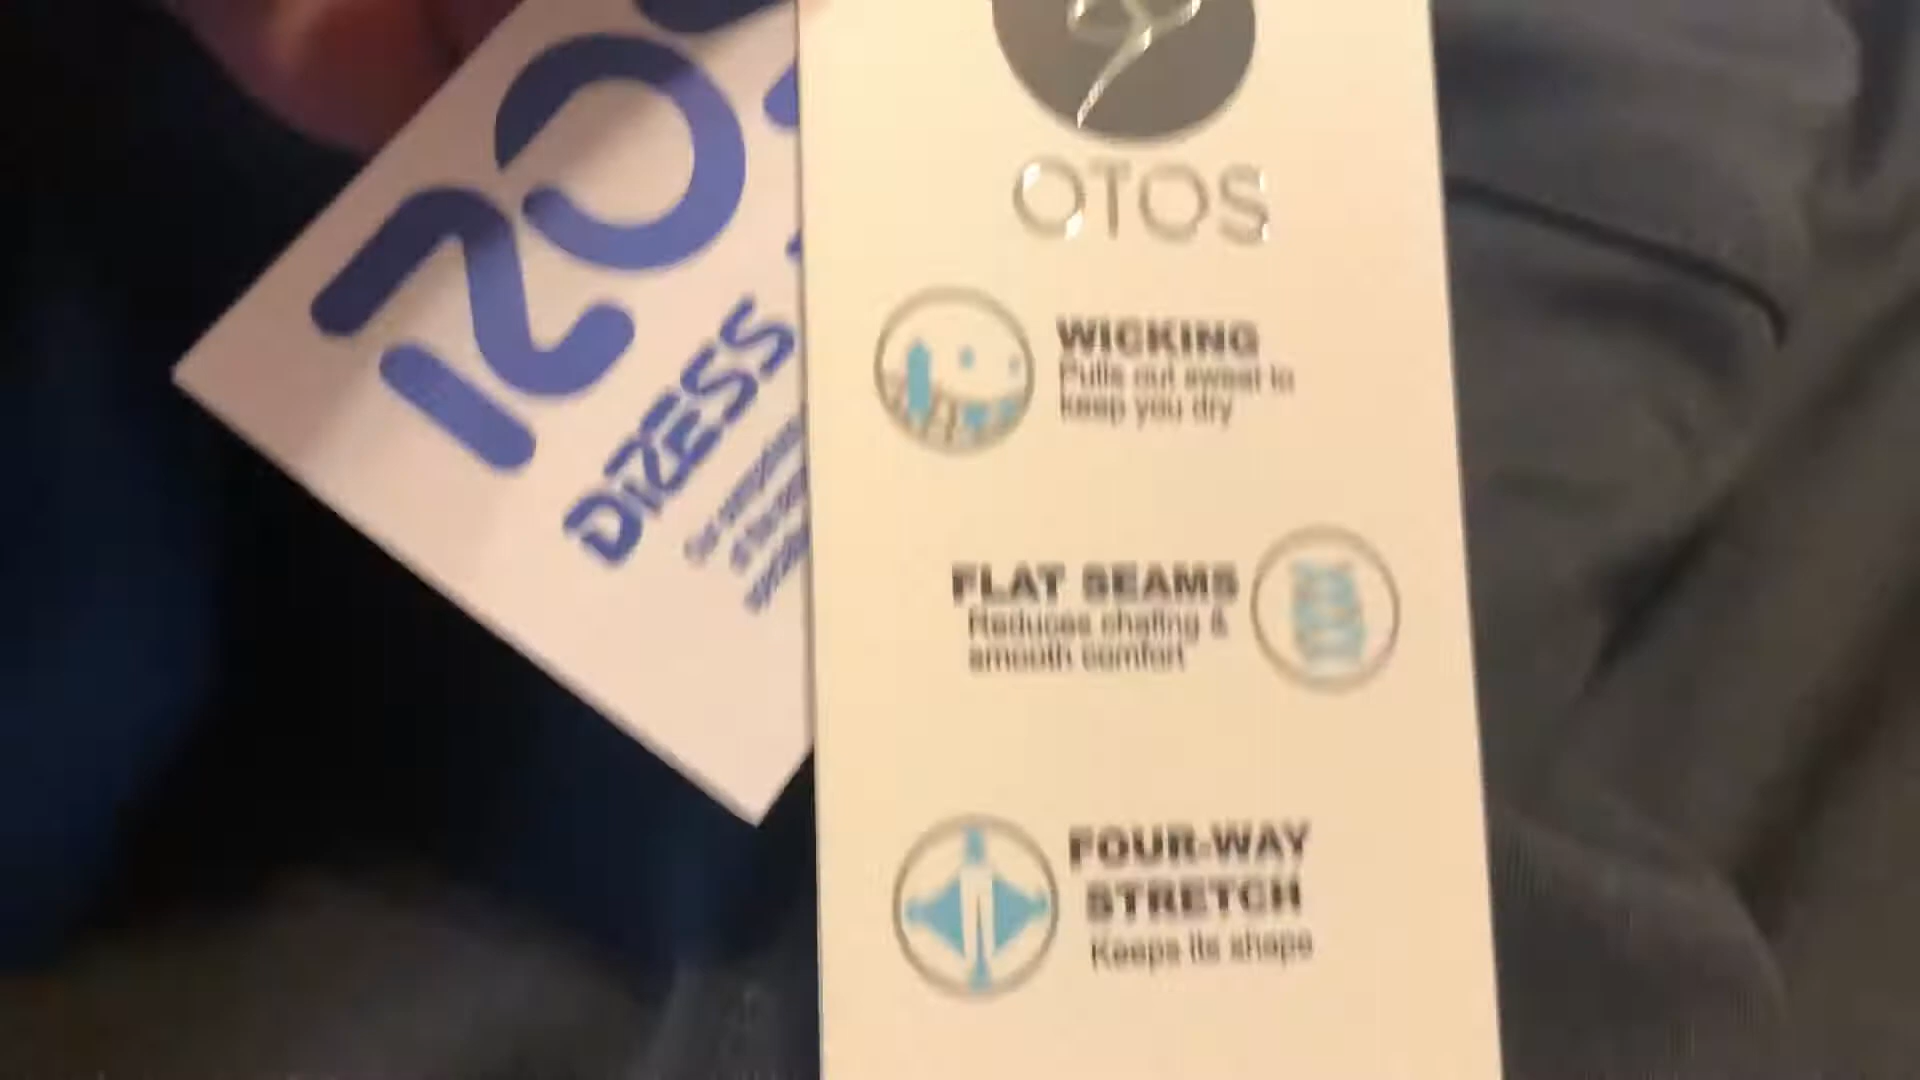 ROS
DRESS
OTOS
WICKING
Pulls out sweat to
keep you dry
FLAT SEAMS
Reduces chafing &
smooth comfort
FOUR-WAY
STRETCH
Keeps its shape